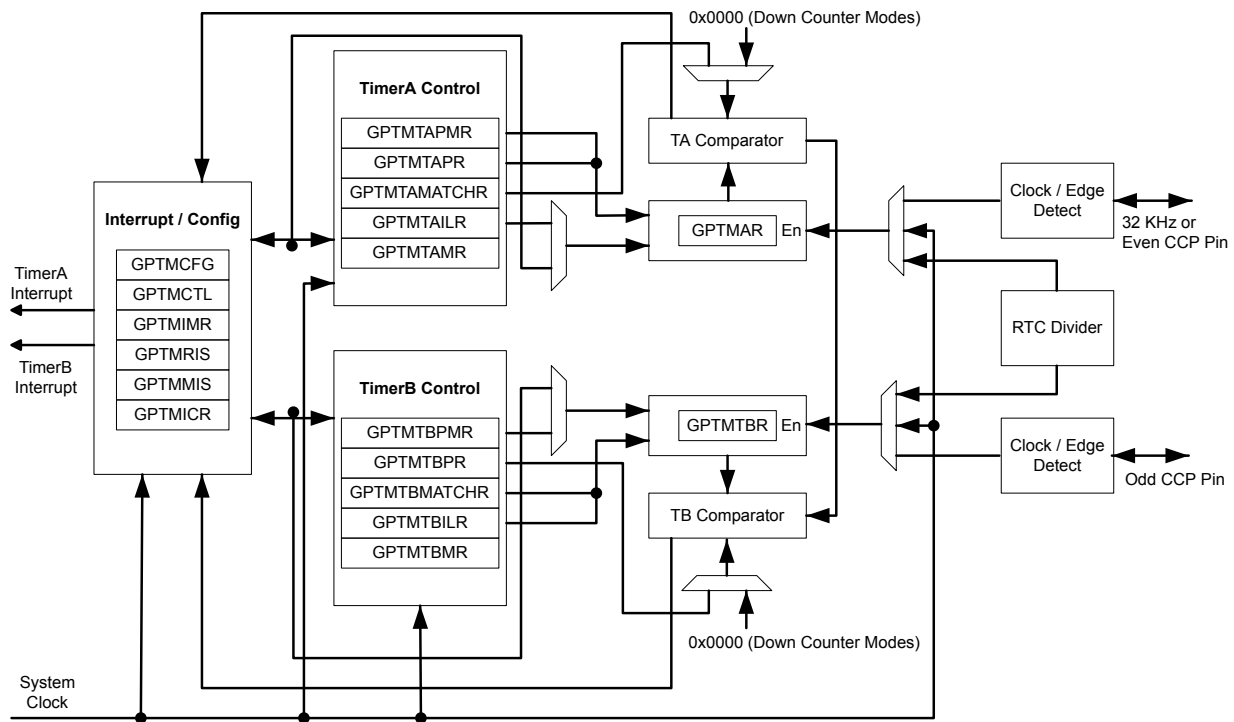 0x0000 (Down Counter Modes)
TimerA Control
GPTMTAPMR
GPTMTAPR
GPTMTAMATCHR
GPTMTAILR
GPTMTAMR
TA Comparator
GPTMAR
En
Clock / Edge
Detect
32 KHz or
Even CCP Pin
Interrupt / Config
GPTMCFG
GPTMCTL
GPTMIMR
GPTMRIS
GPTMMIS
GPTMICR
TimerA
Interrupt
TimerB
Interrupt
RTC Divider
TimerB Control
GPTMTBPMR
GPTMTBPR
GPTMTBMATCHR
GPTMTBILR
GPTMTBMR
GPTMTBR
En
TB Comparator
Clock / Edge
Detect
Odd CCP Pin
0x0000 (Down Counter Modes)
System
Clock